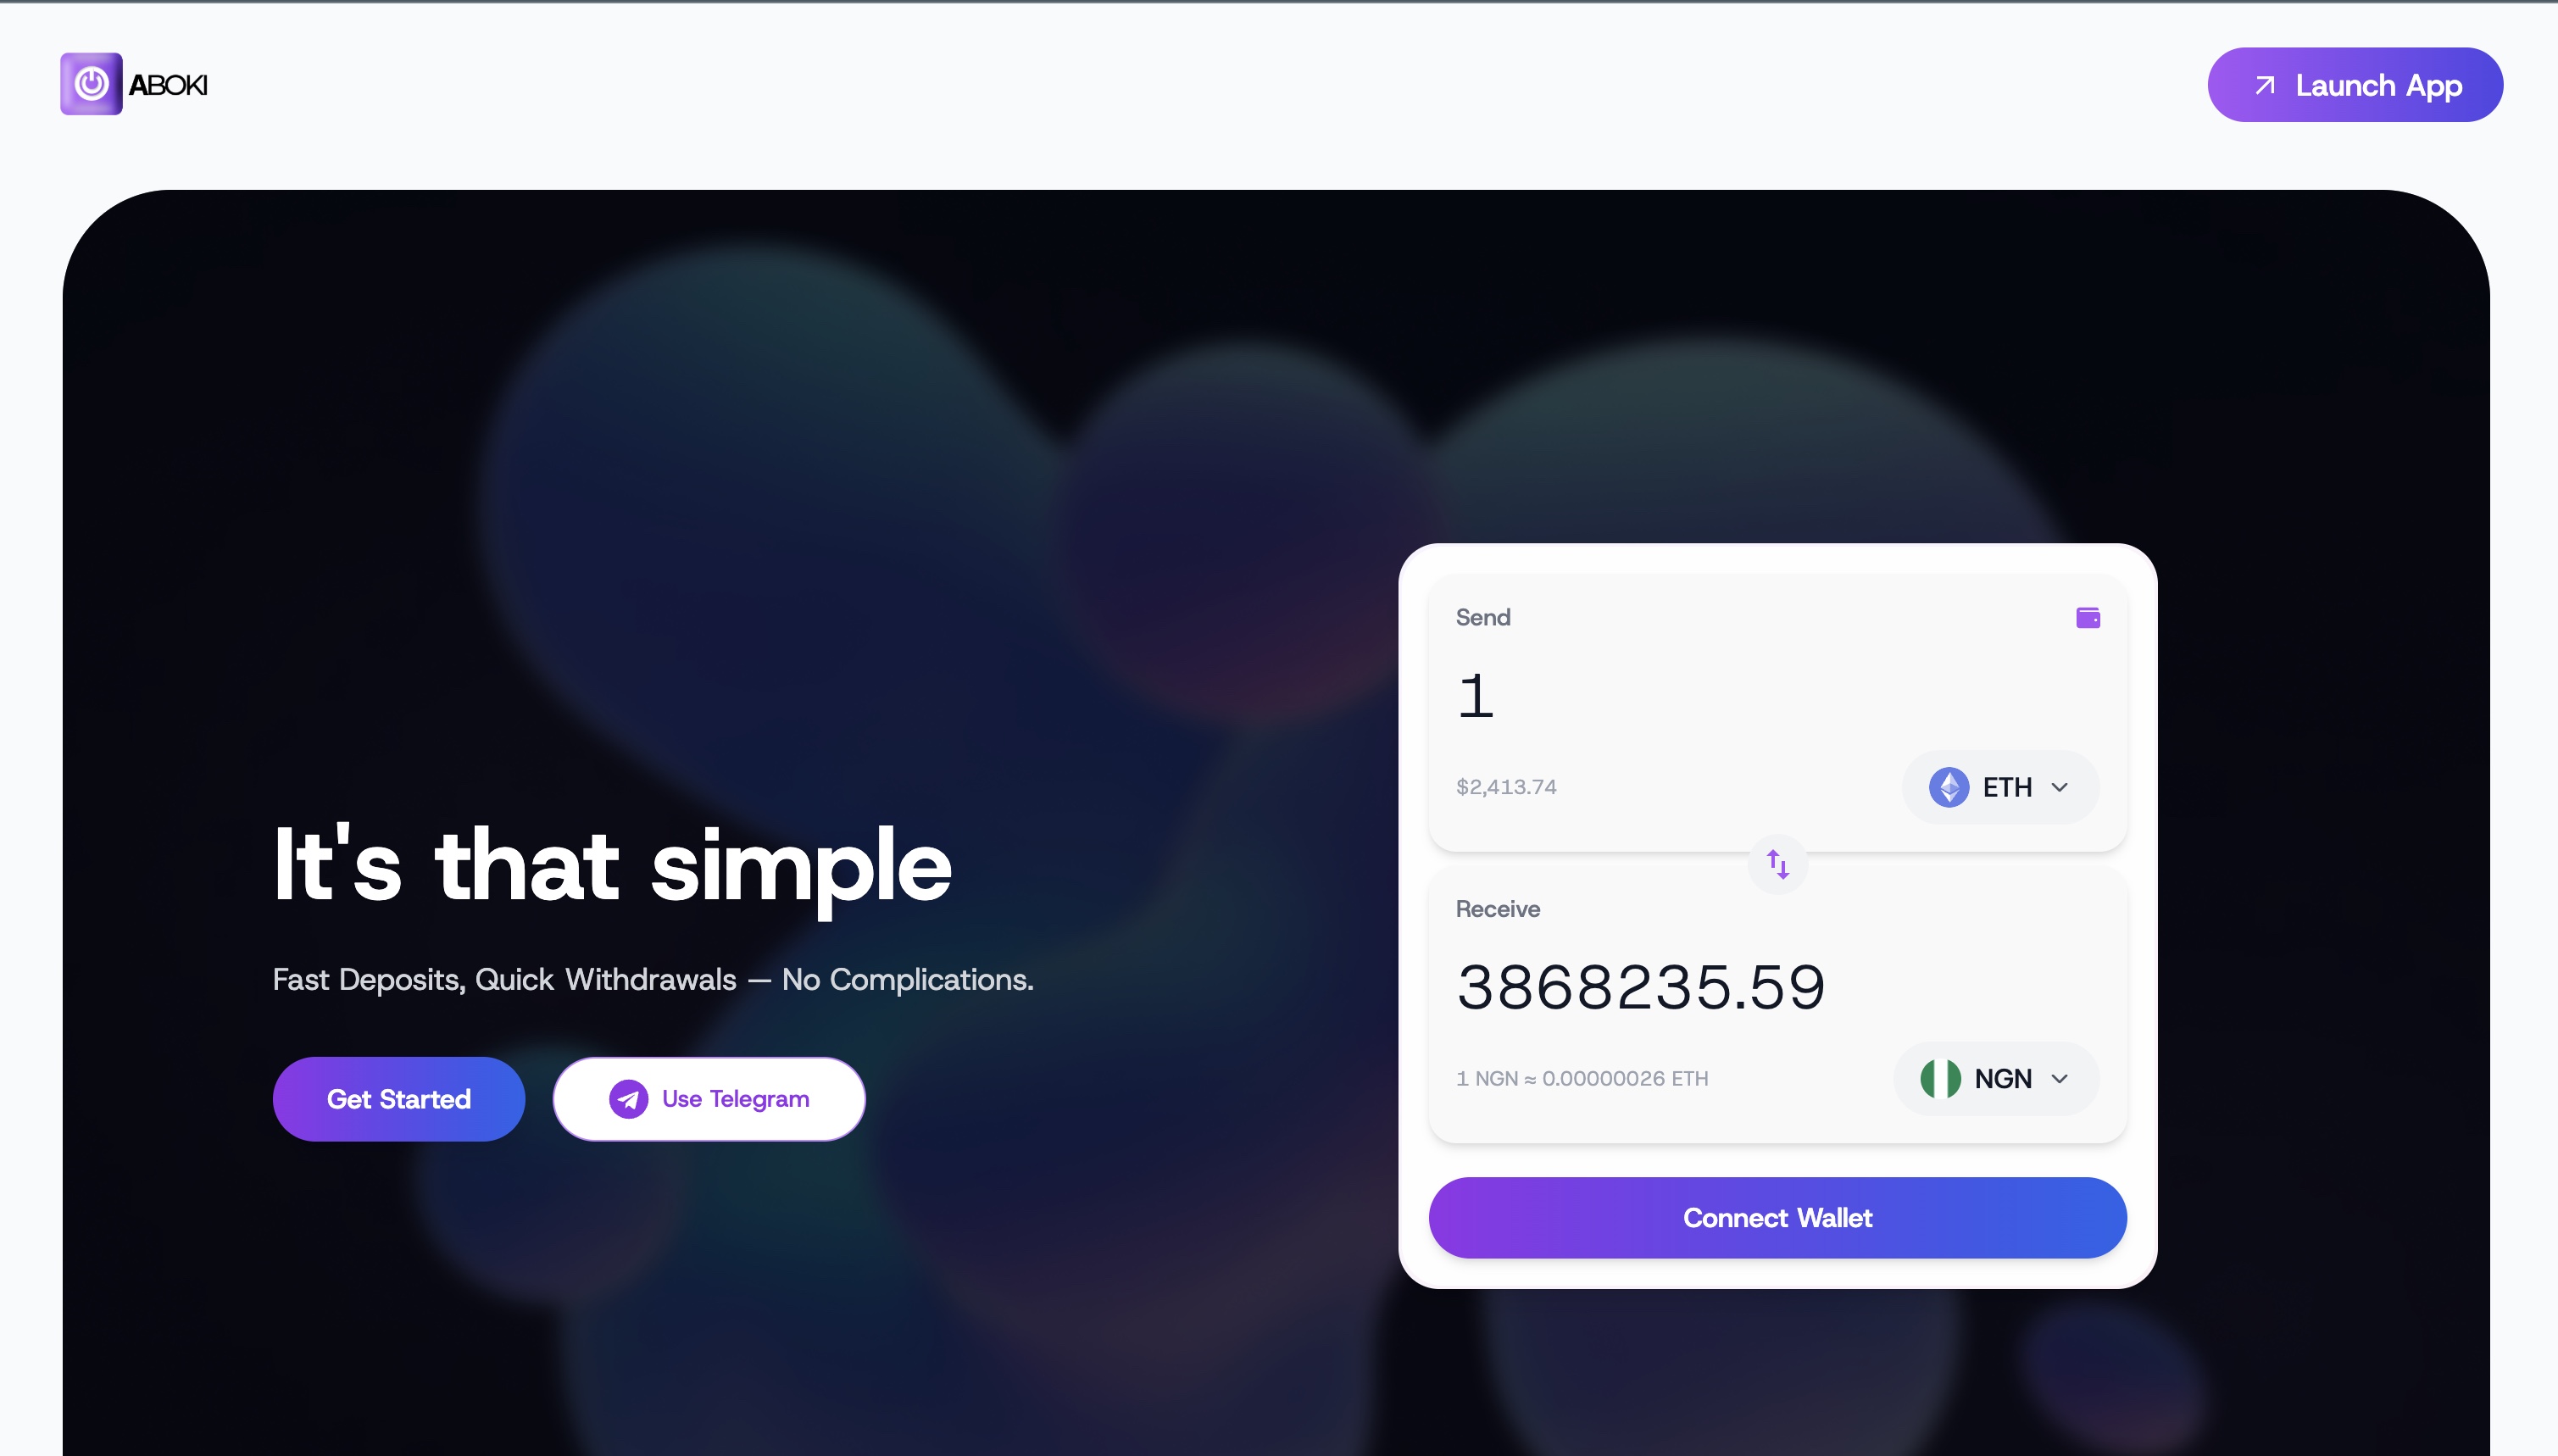 ABOKI
Launch App
It's that simple
Fast Deposits, Quick Withdrawals — No Complications.
Get Started
Use Telegram
Send
1
$2,413.74
ETH
Receive
3868235.59
1 NGN ≈ 0.00000026 ETH
NGN
Connect Wallet